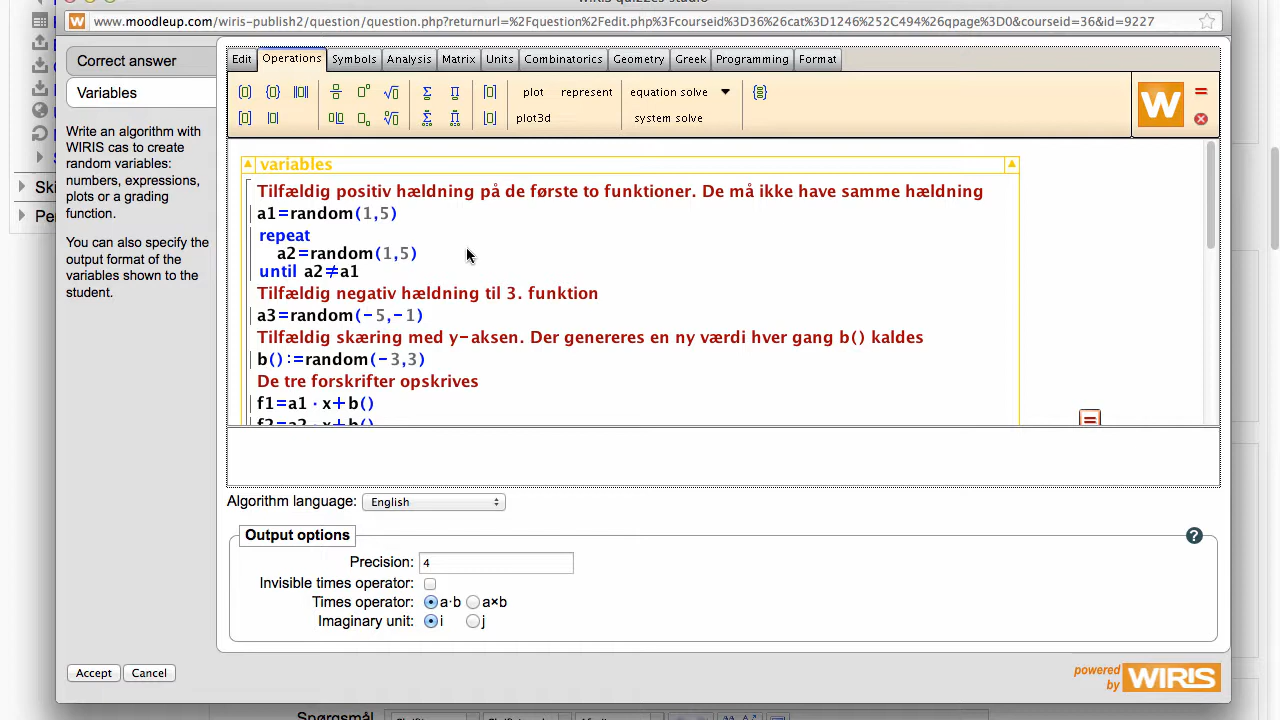 www.moodleup.com/wiris-publish2/question/question.php?returnurl=%2Fquestion%2Fedit.php%3Fcourseid%3D36%26cat%3D1246%252C494%26qpage%3D0&courseid=36&id=9227
Correct answer
Variables
Write an algorithm with
WIRIS cas to create
random variables:
numbers, expressions,
plots or a grading
function.
You can also specify the
output format of the
variables shown to the
student.
Edit Operations Symbols Analysis Matrix Units Combinatorics Geometry Greek Programming Format
plot represent equation solve
plot3d system solve
W
variables
Tilfældig positiv hældning på de første to funktioner. De må ikke have samme hældning
a1=random(1,5)
repeat
a2=random(1,5)
until a2≠a1
Tilfældig negativ hældning til 3. funktion
a3=random(-5,-1)
Tilfældig skæring med y-aksen. Der genereres en ny værdi hver gang b() kaldes
b():=random(-3,3)
De tre forskrifter opskrives
f1=a1·x+b()
f2=a2·x+b()
Algorithm language: English
Output options
Precision: 4
Invisible times operator:
Times operator: a·b a×b
Imaginary unit: i j
Accept Cancel
powered
by WIRIS
Ski
Pe
Spørgsmål